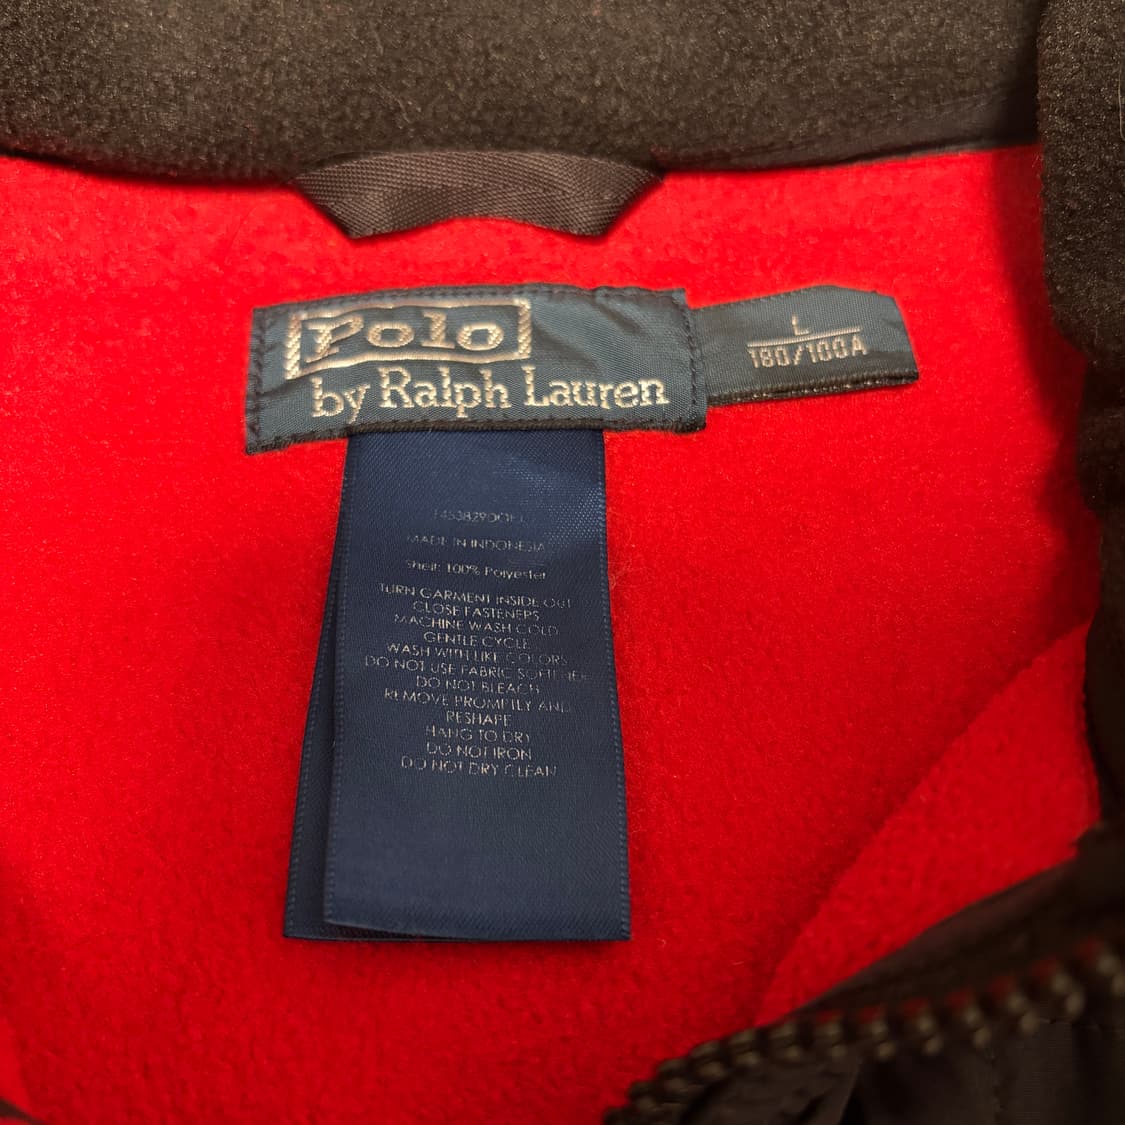 Polo
by Ralph Lauren
L
180/100A
MADE IN INDONESIA
Shell: 100% Polyester
TURN GARMENT INSIDE OUT
CLOSE FASTENERS
MACHINE WASH COLD
GENTLE CYCLE
WASH WITH LIKE COLORS
DO NOT USE FABRIC SOFTENER
DO NOT BLEACH
REMOVE PROMPTLY AND
RESHAPE
HANG TO DRY
DO NOT IRON
DO NOT DRY CLEAN